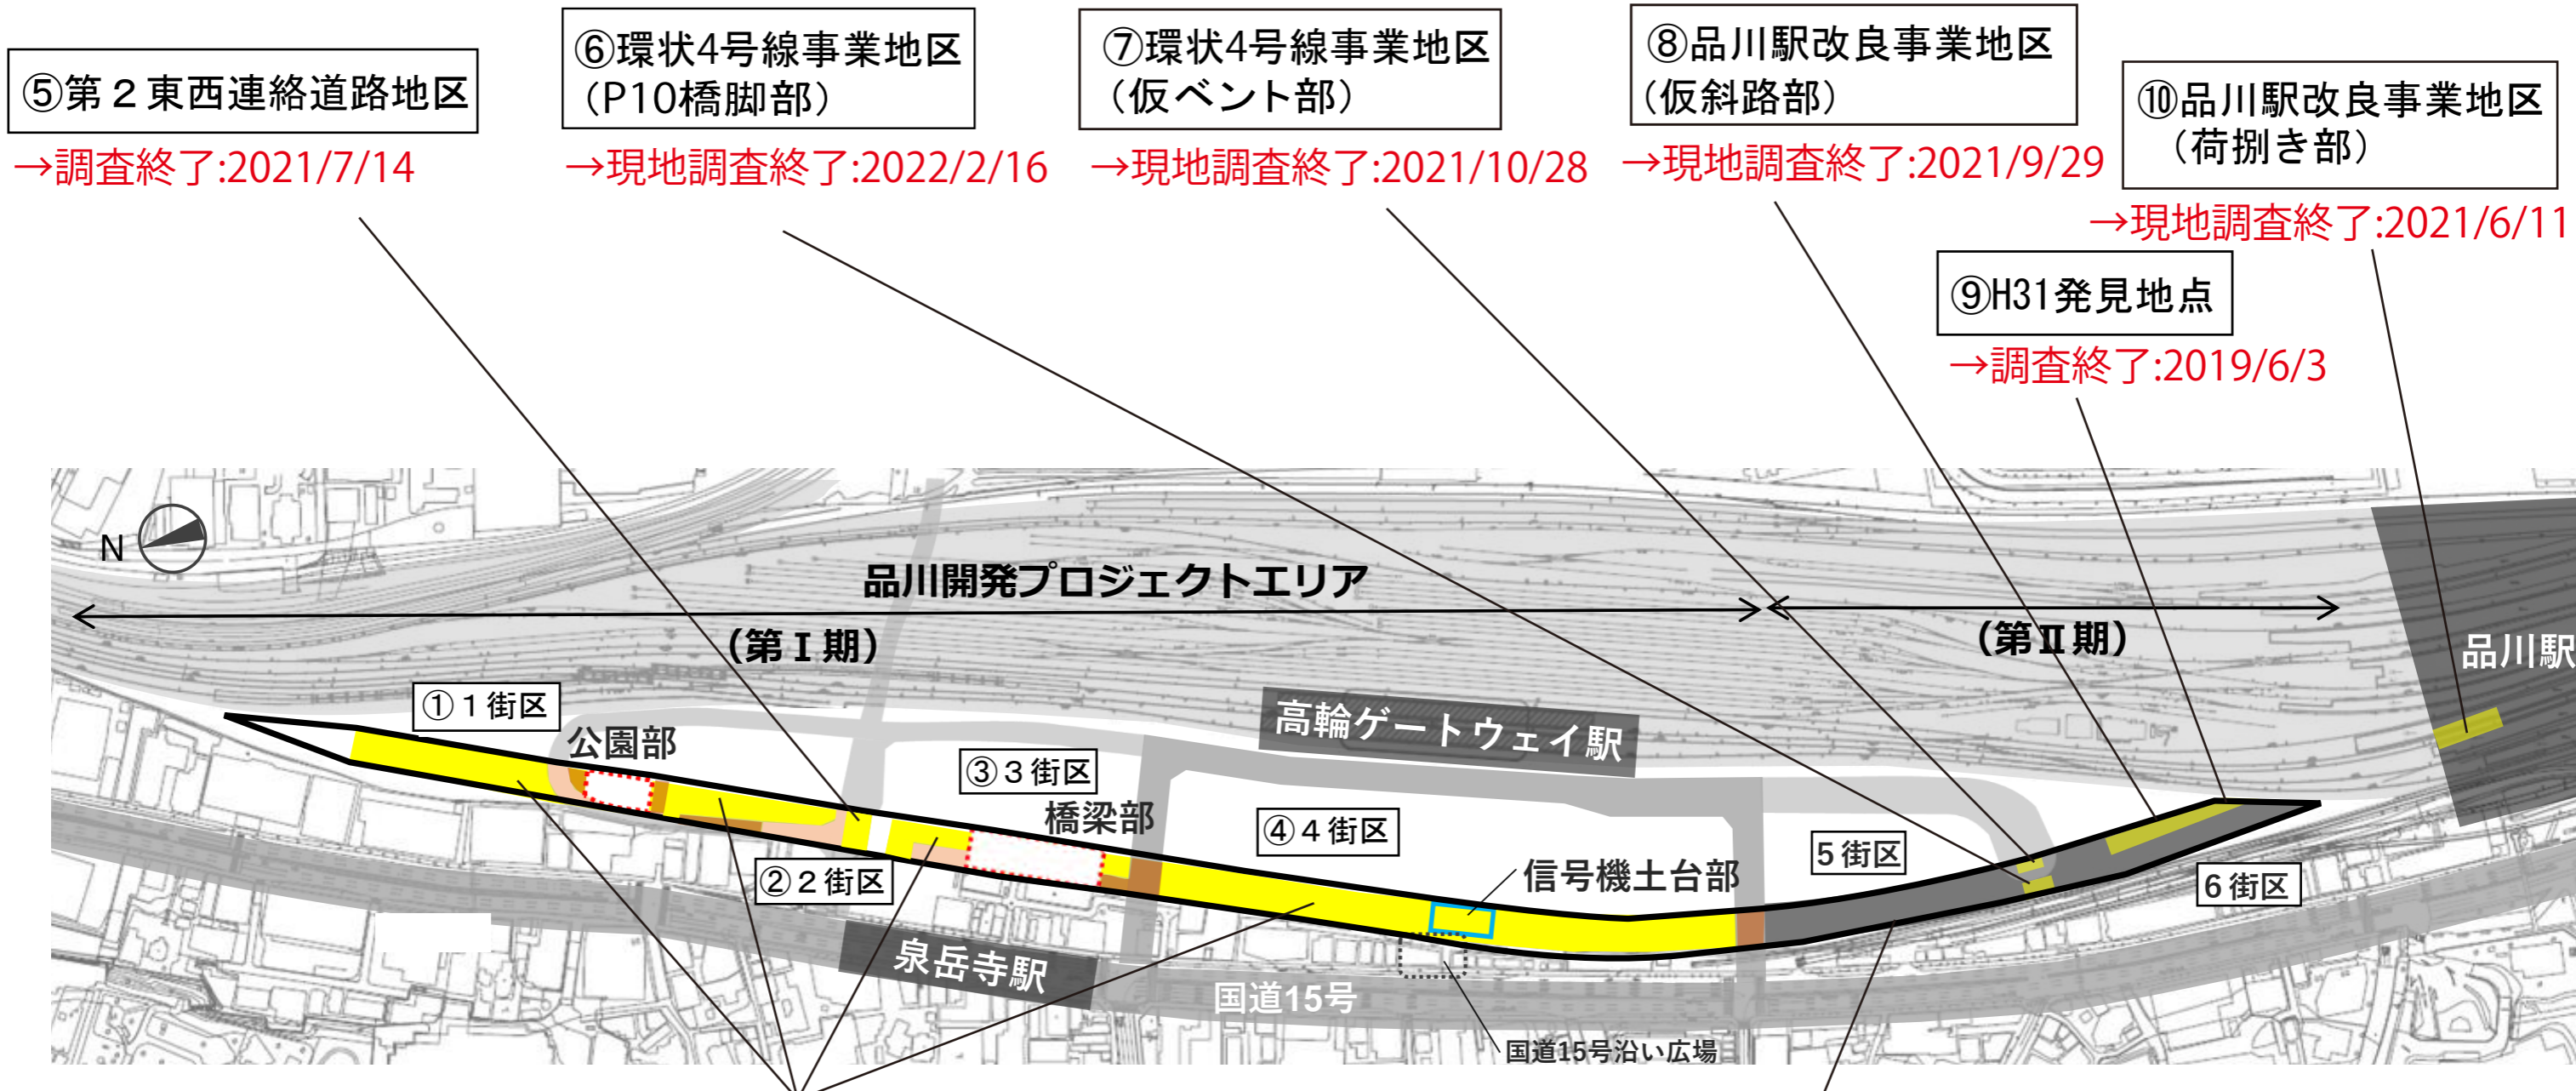 ⑤第２東西連絡道路地区
→調査終了:2021/7/14
⑥環状4号線事業地区
（P10橋脚部）
→現地調査終了:2022/2/16
⑦環状4号線事業地区
（仮ベント部）
→現地調査終了:2021/10/28
⑧品川駅改良事業地区
（仮斜路部）
→現地調査終了:2021/9/29
⑩品川駅改良事業地区
（荷捌き部）
→現地調査終了:2021/6/11
⑨H31発見地点
→調査終了:2019/6/3
N
品川開発プロジェクトエリア
（第Ⅰ期）
（第Ⅱ期）
品川駅
①１街区
公園部
③３街区
橋梁部
高輪ゲートウェイ駅
②２街区
④４街区
信号機土台部
５街区
６街区
泉岳寺駅
国道15号
国道15号沿い広場